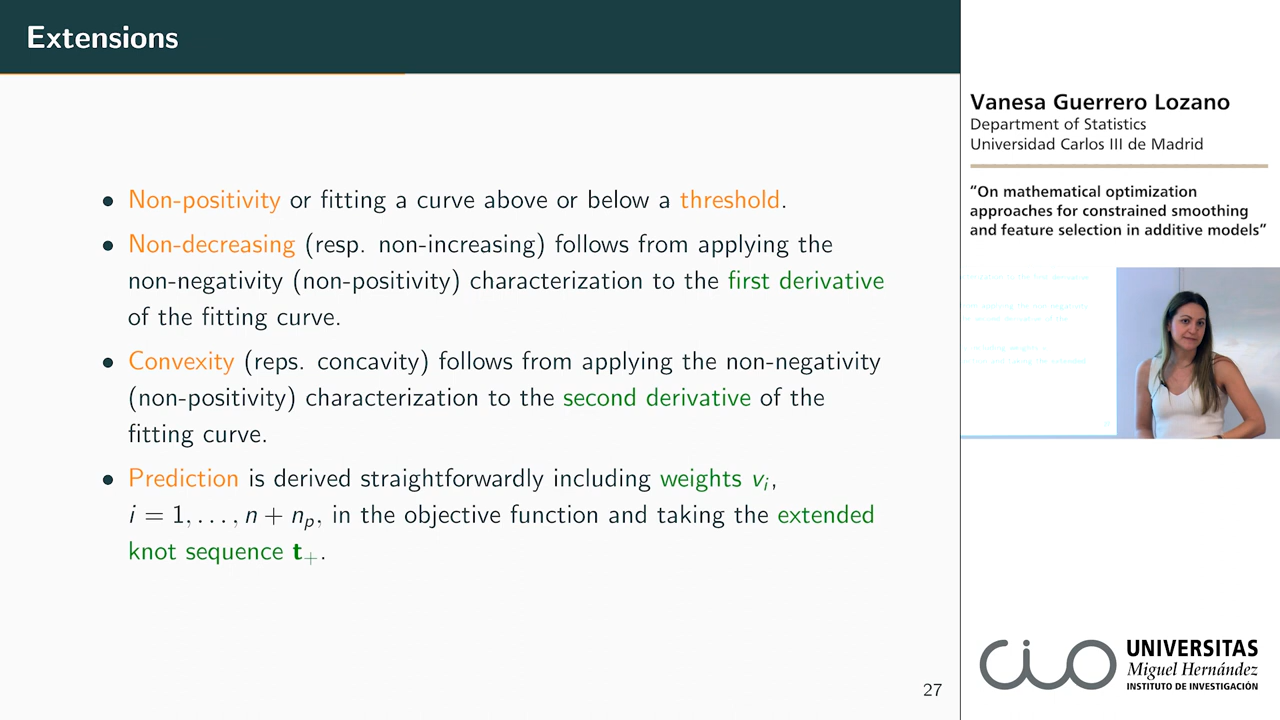 Extensions
• Non-positivity or fitting a curve above or below a threshold.
• Non-decreasing (resp. non-increasing) follows from applying the
non-negativity (non-positivity) characterization to the first derivative
of the fitting curve.
• Convexity (reps. concavity) follows from applying the non-negativity
(non-positivity) characterization to the second derivative of the
fitting curve.
• Prediction is derived straightforwardly including weights vᵢ,
i = 1, . . . , n + nₚ, in the objective function and taking the extended
knot sequence t₊.
27
Vanesa Guerrero Lozano
Department of Statistics
Universidad Carlos III de Madrid
“On mathematical optimization
approaches for constrained smoothing
and feature selection in additive models”
cio
UNIVERSITAS
Miguel Hernández
INSTITUTO DE INVESTIGACIÓN